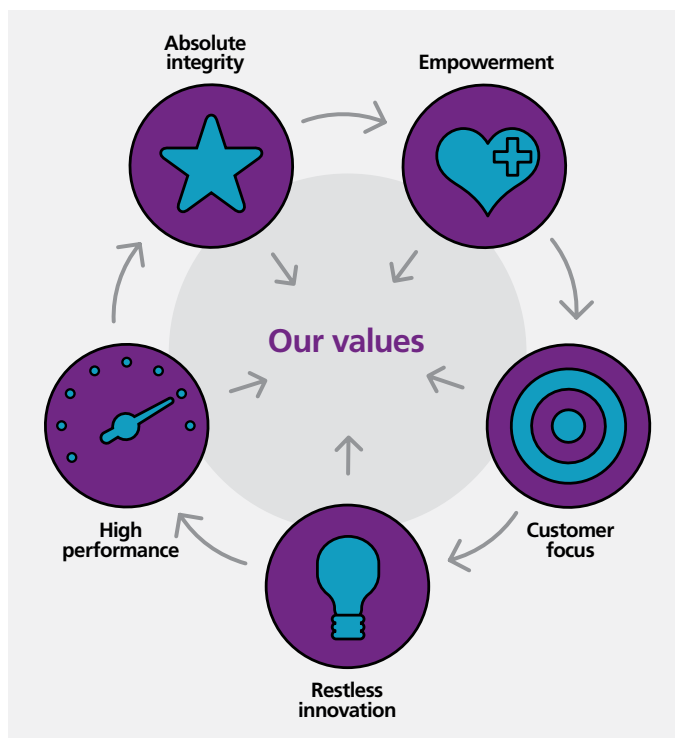 Absolute
integrity
Empowerment
Our values
High
performance
Customer
focus
Restless
innovation